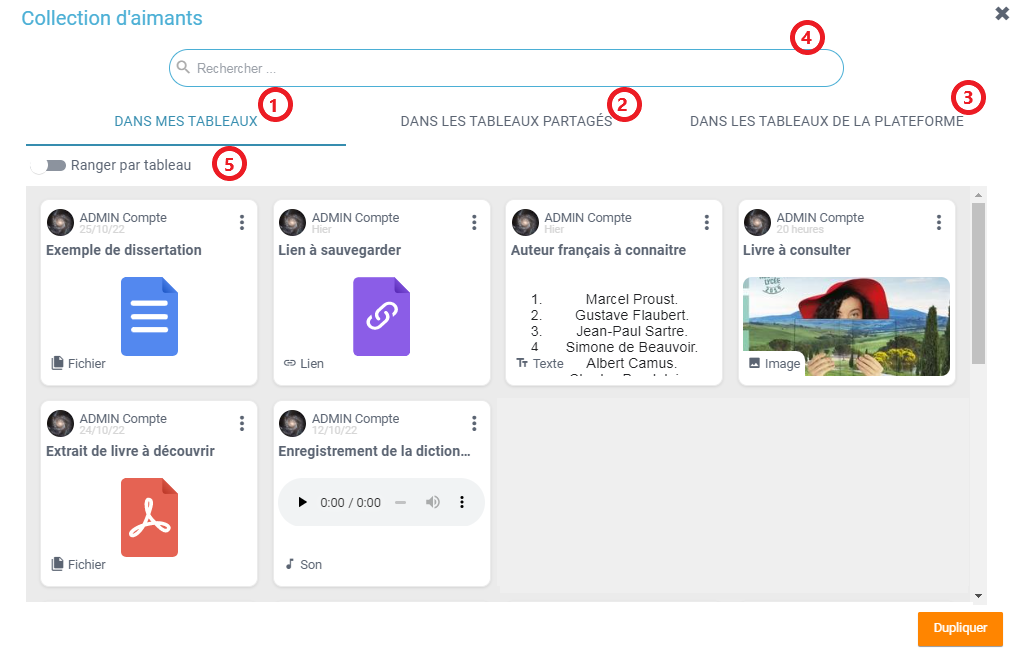 Collection d'aimants
4
Rechercher ...
1
2
3
DANS MES TABLEAUX
DANS LES TABLEAUX PARTAGÉS
DANS LES TABLEAUX DE LA PLATEFORME
Ranger par tableau
5
ADMIN Compte
25/10/22
Exemple de dissertation
Fichier
ADMIN Compte
Hier
Lien à sauvegarder
Lien
ADMIN Compte
Hier
Auteur français à connaitre
1. Marcel Proust.
2. Gustave Flaubert.
3. Jean-Paul Sartre.
4 Simone de Beauvoir.
Albert Camus.
Texte
ADMIN Compte
20 heures
Livre à consulter
LYCÉE
Image
ADMIN Compte
24/10/22
Extrait de livre à découvrir
Fichier
ADMIN Compte
12/10/22
Enregistrement de la diction...
0:00 / 0:00
Son
Dupliquer